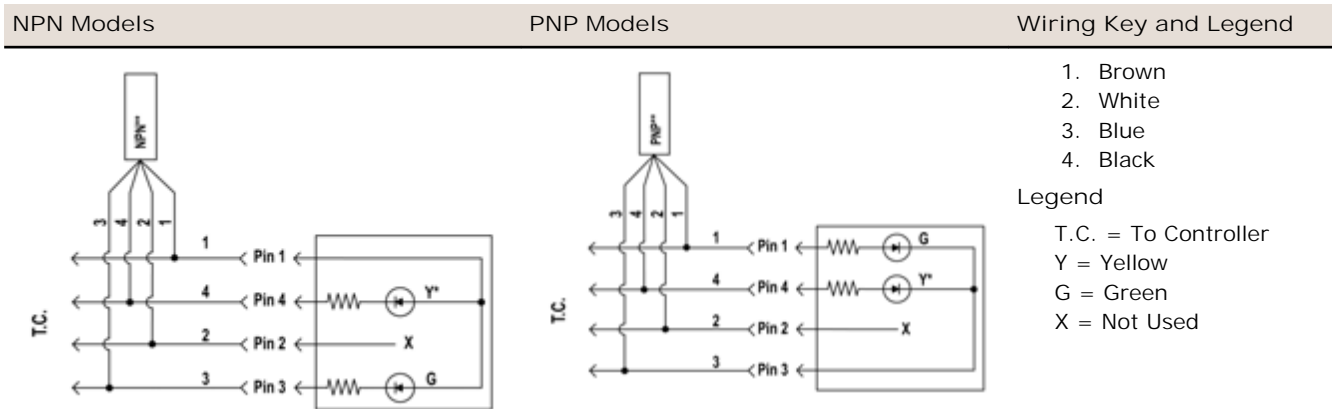 NPN Models
PNP Models
Wiring Key and Legend
NPN**
3
4
2
1
1
Pin 1
4
Pin 4
Y*
2
Pin 2
X
3
Pin 3
G
T.C.
PNP**
3
4
2
1
1
Pin 1
G
4
Pin 4
Y*
2
Pin 2
X
3
Pin 3
T.C.
1. Brown
2. White
3. Blue
4. Black
Legend
T.C. = To Controller
Y = Yellow
G = Green
X = Not Used